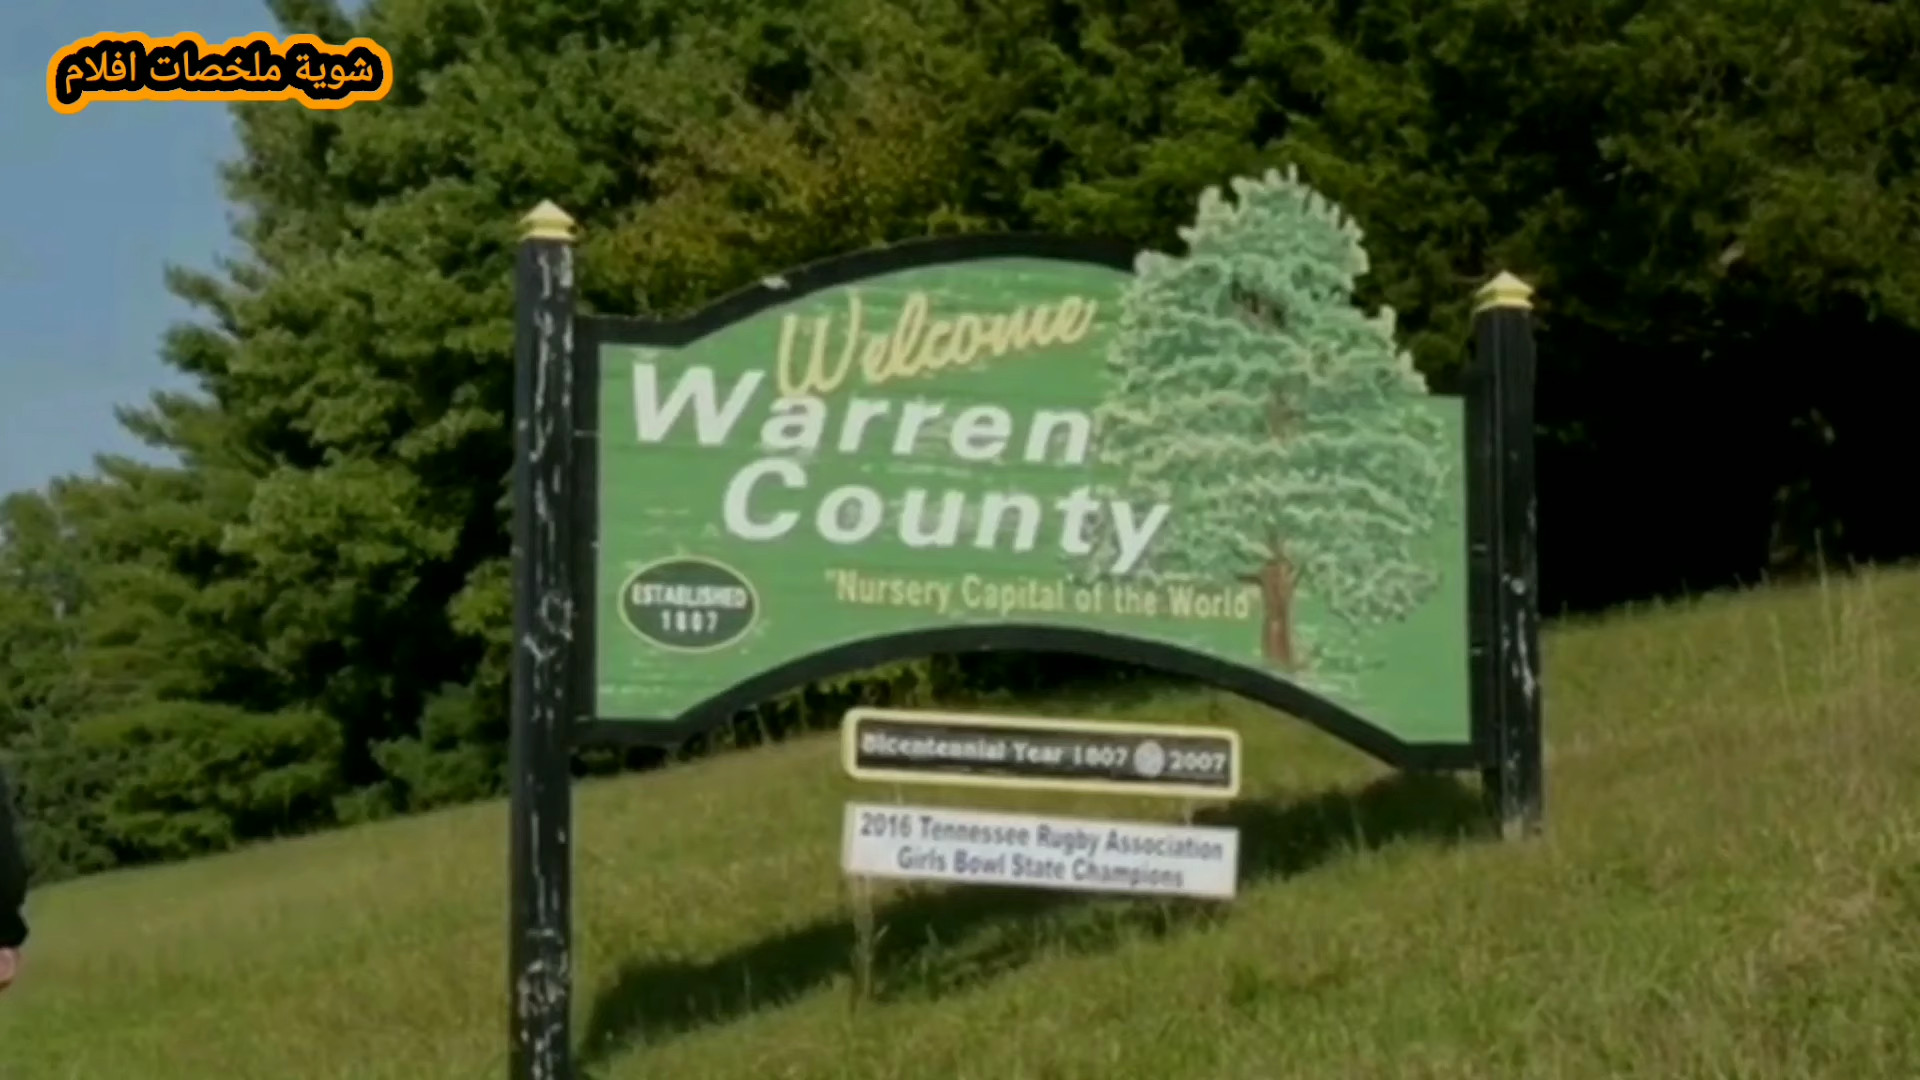 شوية ملخصات افلام
Welcome
Warren
County
ESTABLISHED
1807
"Nursery Capital of the World"
Bicentennial Year 1807 2007
2016 Tennessee Rugby Association
Girls Bowl State Champions